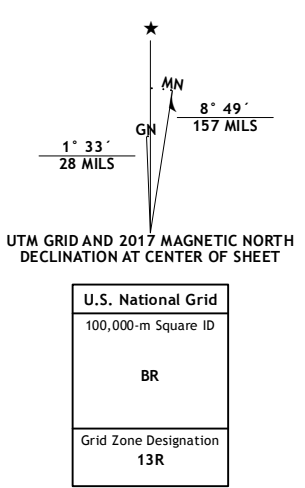 ★
MN
GN
8° 49´
157 MILS
1° 33´
28 MILS
UTM GRID AND 2017 MAGNETIC NORTH
DECLINATION AT CENTER OF SHEET
U.S. National Grid
100,000-m Square ID
BR
Grid Zone Designation
13R